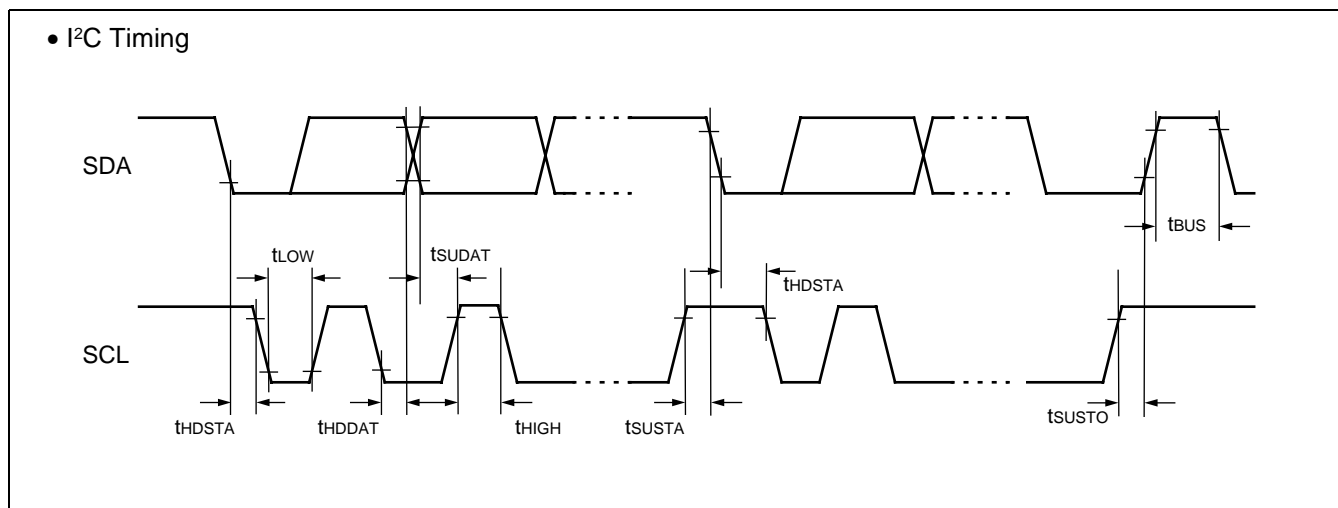 • I²C Timing
SDA
tBUS
tLOW
tSUDAT
tHDSTA
SCL
tHDSTA
tHDDAT
tHIGH
tSUSTA
tSUSTO